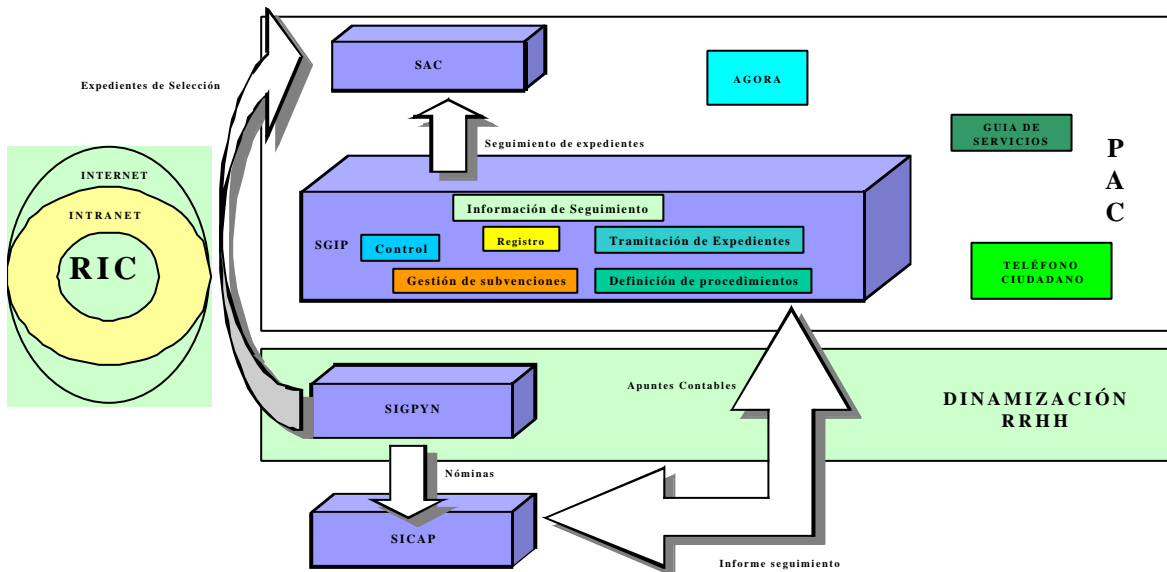 SAC
AGORA
Expedientes de Selección
GUIA DE
SERVICIOS
Seguimiento de expedientes
P
A
C
INTERNET
INTRANET
RIC
Información de Seguimiento
SGIP
Control
Registro
Tramitación de Expedientes
Gestión de subvenciones
Definición de procedimientos
TELÉFONO
CIUDADANO
SIGPYN
Apuntes Contables
DINAMIZACIÓN
RRHH
Nóminas
SICAP
Informe seguimiento